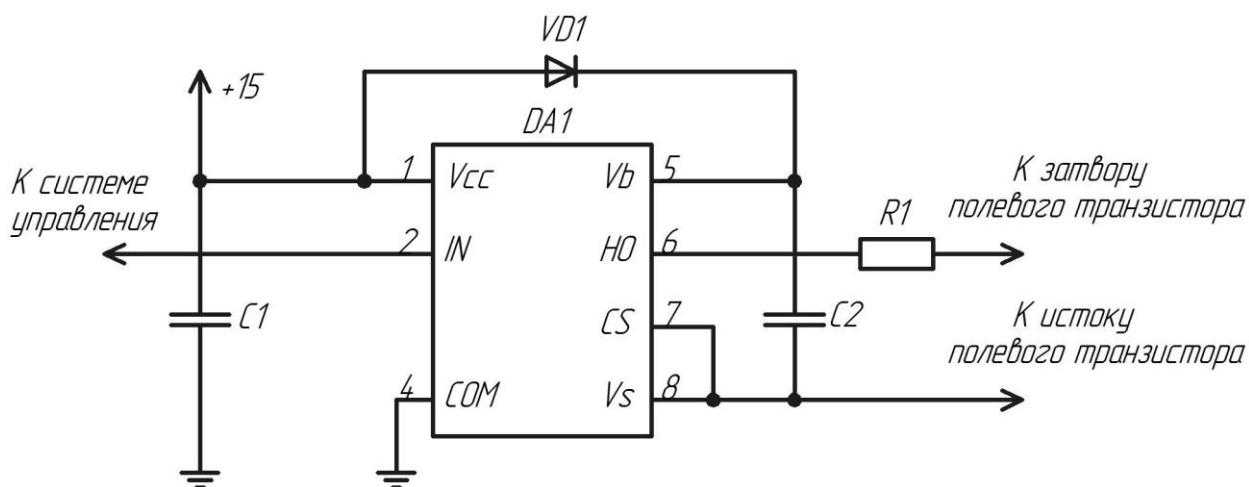 VD1
+15
DA1
К системе
управления
1
Vcc
Vb
5
К затвору
полевого транзистора
R1
2
IN
HO
6
C1
CS
7
C2
К истоку
полевого транзистора
4
COM
Vs
8